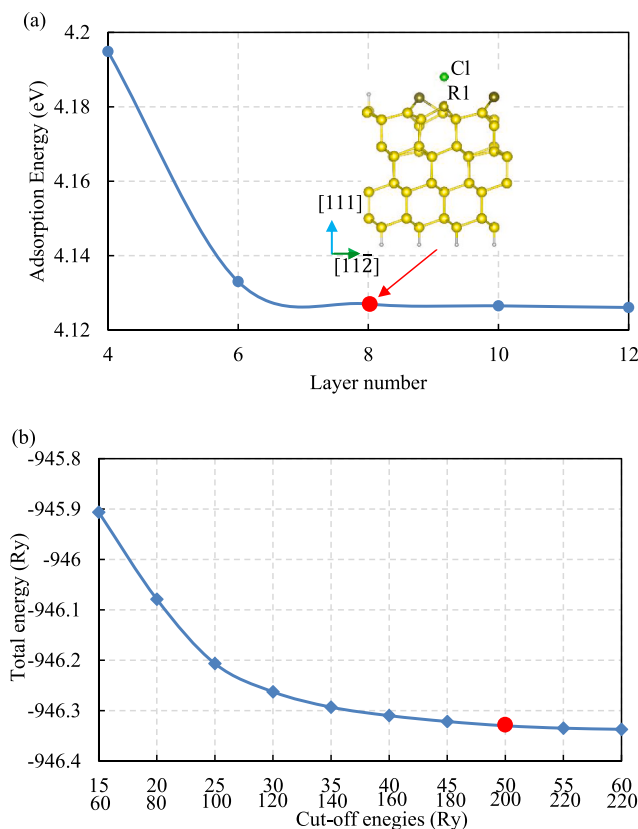 (a)
4.2
4.18
4.16
4.14
4.12
Adsorption Energy (eV)
Cl
R1
[111]
[112̅]
4 6 8 10 12
Layer number
(b)
-945.8
-945.9
-946
-946.1
-946.2
-946.3
-946.4
Total energy (Ry)
15 20 25 30 35 40 45 50 55 60
60 80 100 120 140 160 180 200 220 220
Cut-off enegies (Ry)